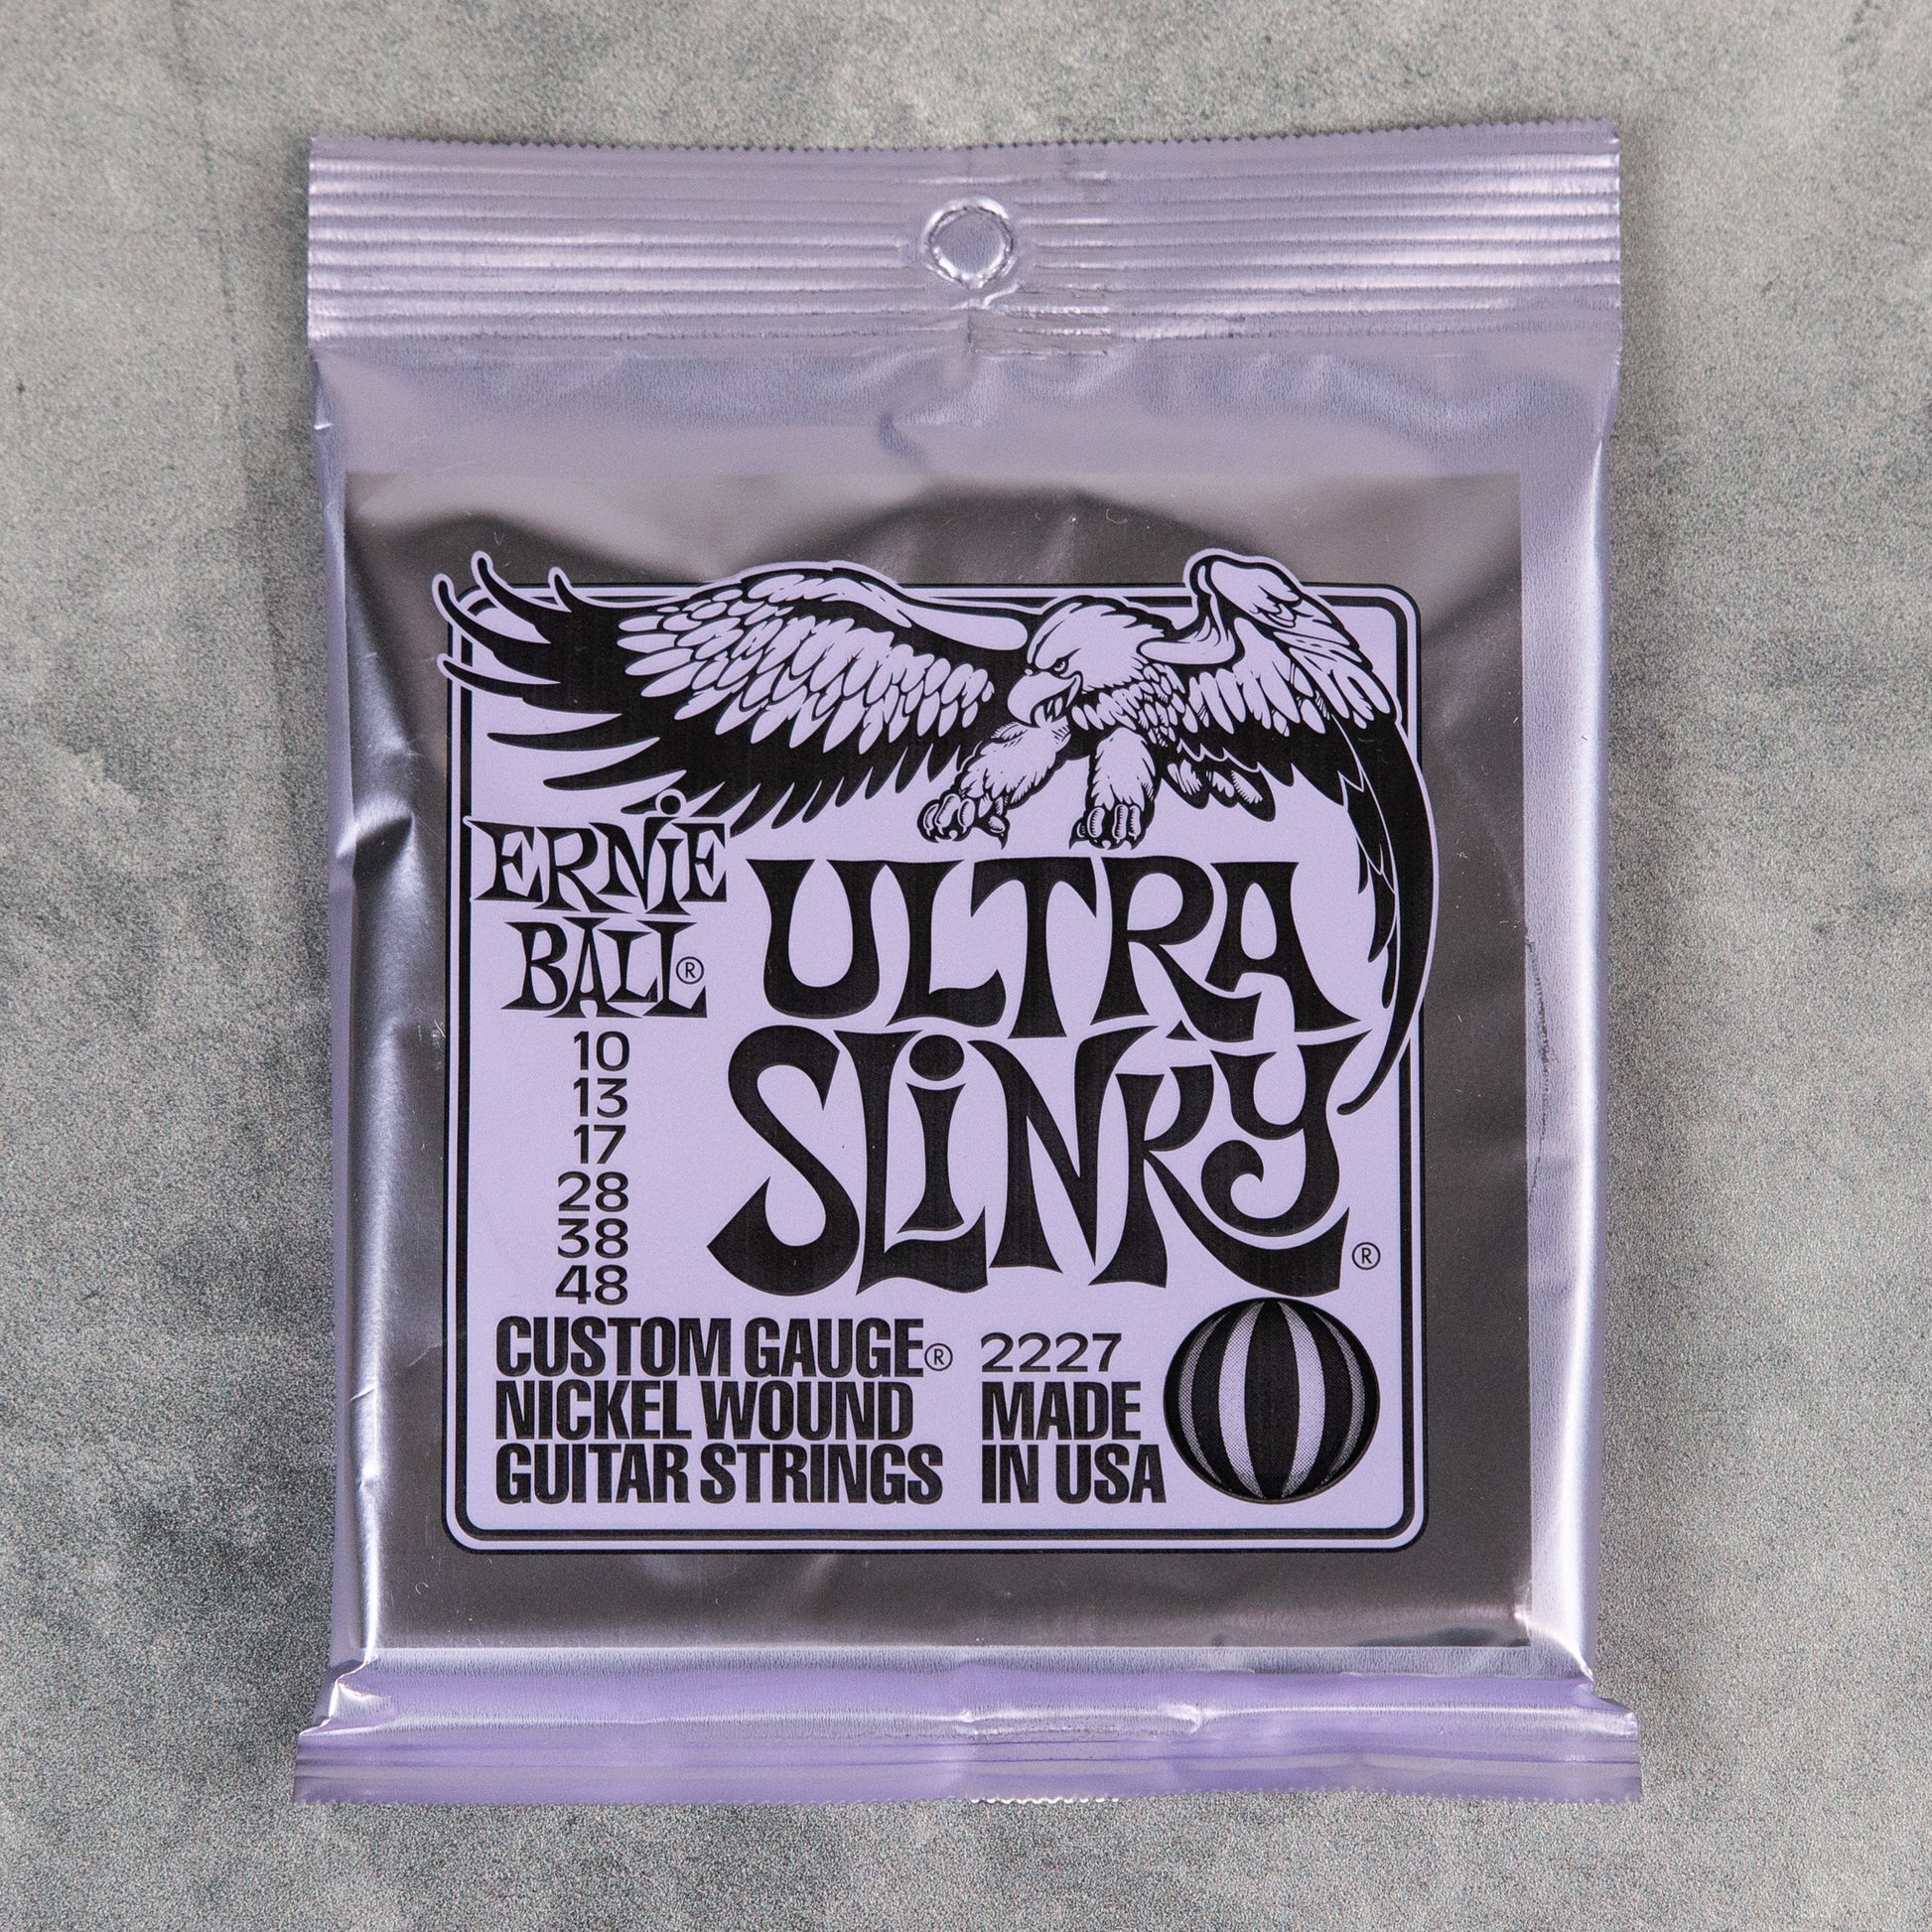 ERNiE
BALL®
ULTRA
SLiNKY®
10
13
17
28
38
48
CUSTOM GAUGE®
NICKEL WOUND
GUITAR STRINGS
2227
MADE
IN USA